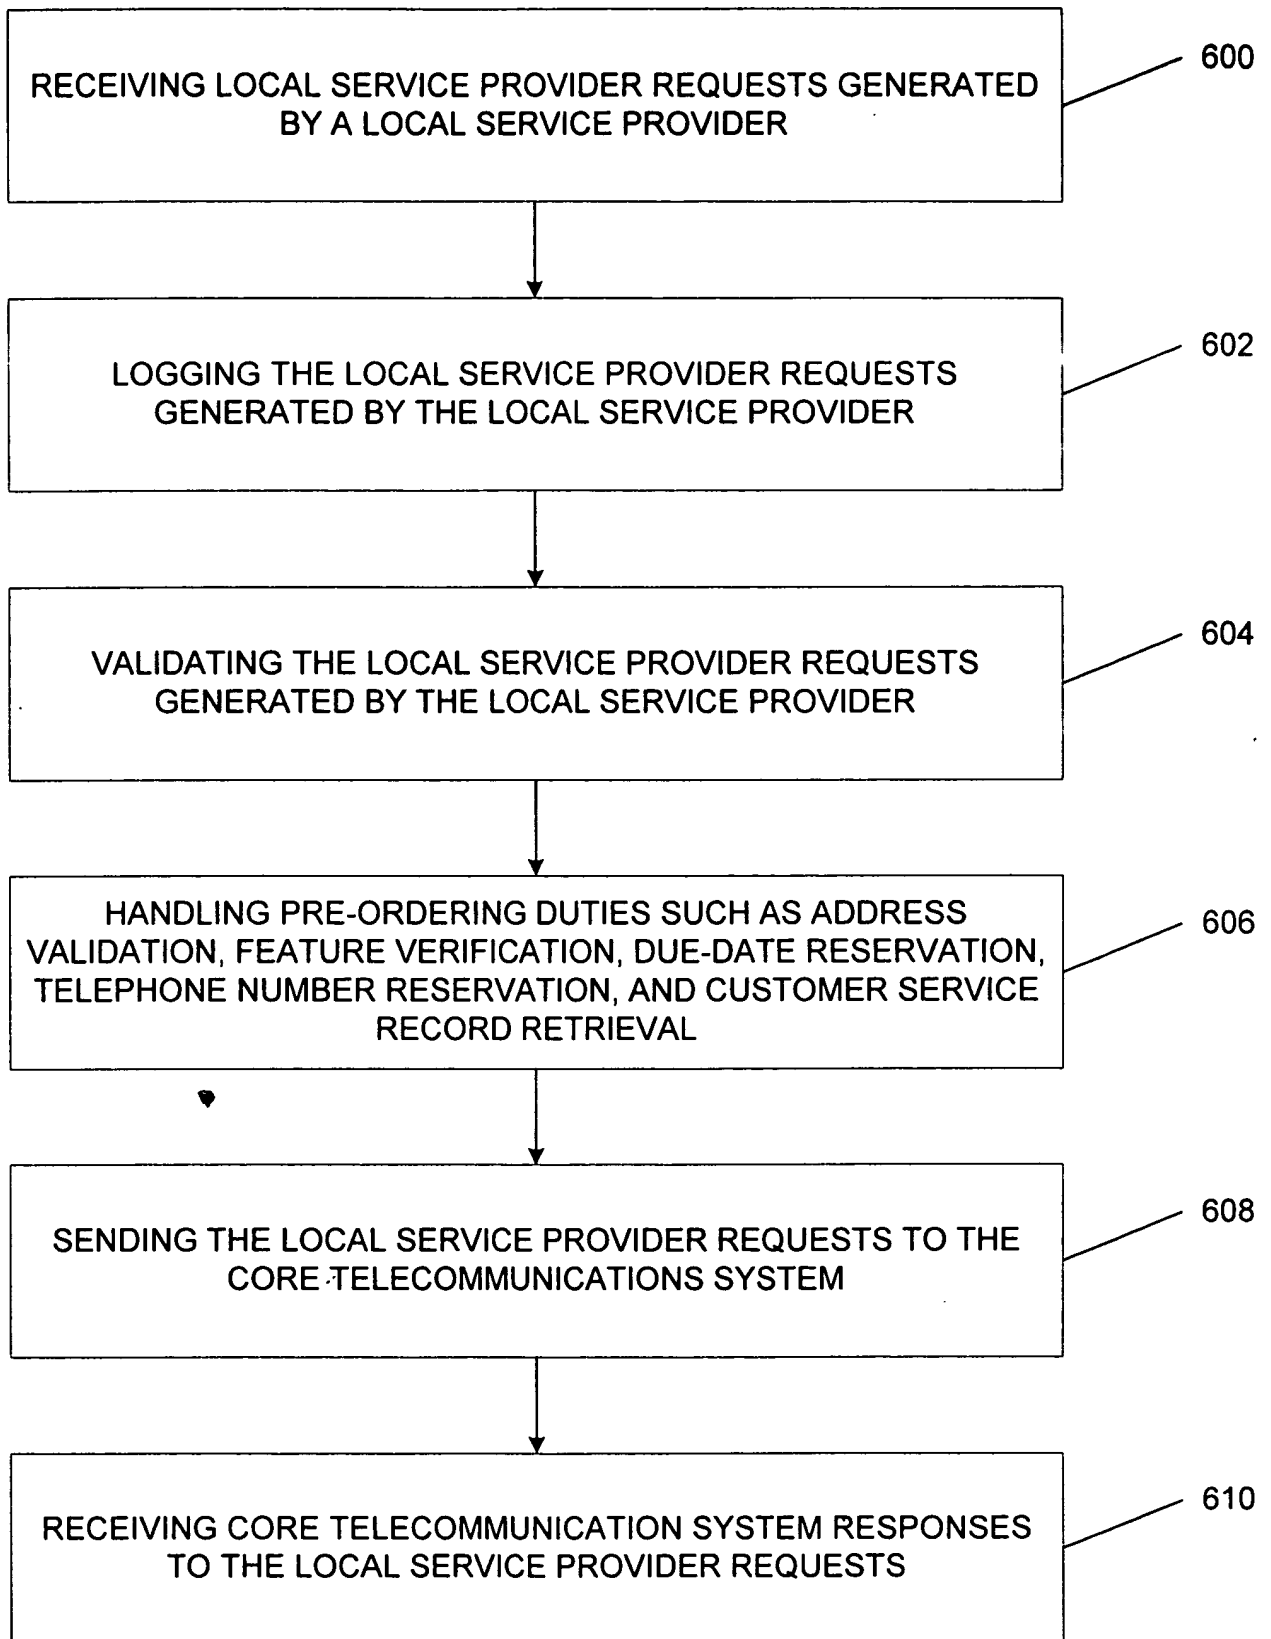 RECEIVING LOCAL SERVICE PROVIDER REQUESTS GENERATED
BY A LOCAL SERVICE PROVIDER
600
LOGGING THE LOCAL SERVICE PROVIDER REQUESTS
GENERATED BY THE LOCAL SERVICE PROVIDER
602
VALIDATING THE LOCAL SERVICE PROVIDER REQUESTS
GENERATED BY THE LOCAL SERVICE PROVIDER
604
HANDLING PRE-ORDERING DUTIES SUCH AS ADDRESS
VALIDATION, FEATURE VERIFICATION, DUE-DATE RESERVATION,
TELEPHONE NUMBER RESERVATION, AND CUSTOMER SERVICE
RECORD RETRIEVAL
606
SENDING THE LOCAL SERVICE PROVIDER REQUESTS TO THE
CORE TELECOMMUNICATIONS SYSTEM
608
RECEIVING CORE TELECOMMUNICATION SYSTEM RESPONSES
TO THE LOCAL SERVICE PROVIDER REQUESTS
610